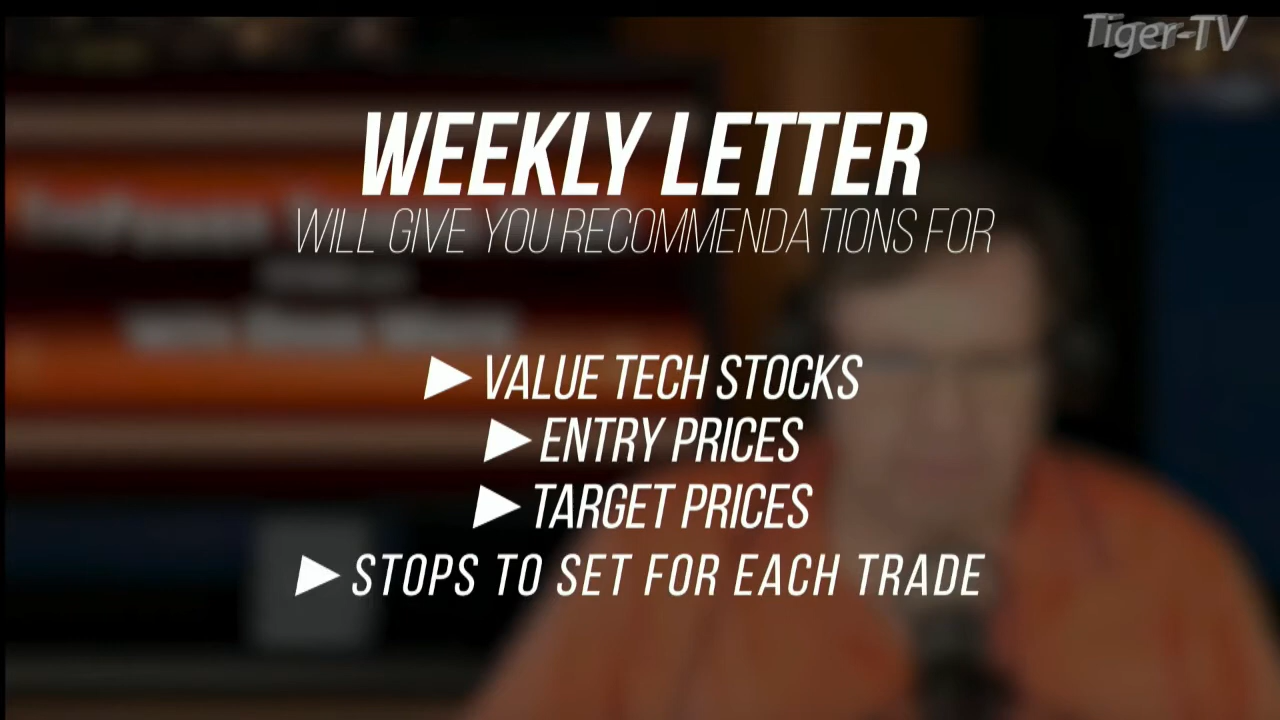 Tiger-TV
WEEKLY LETTER
WILL GIVE YOU RECOMMENDATIONS FOR
▶ VALUE TECH STOCKS
▶ ENTRY PRICES
▶ TARGET PRICES
▶ STOPS TO SET FOR EACH TRADE